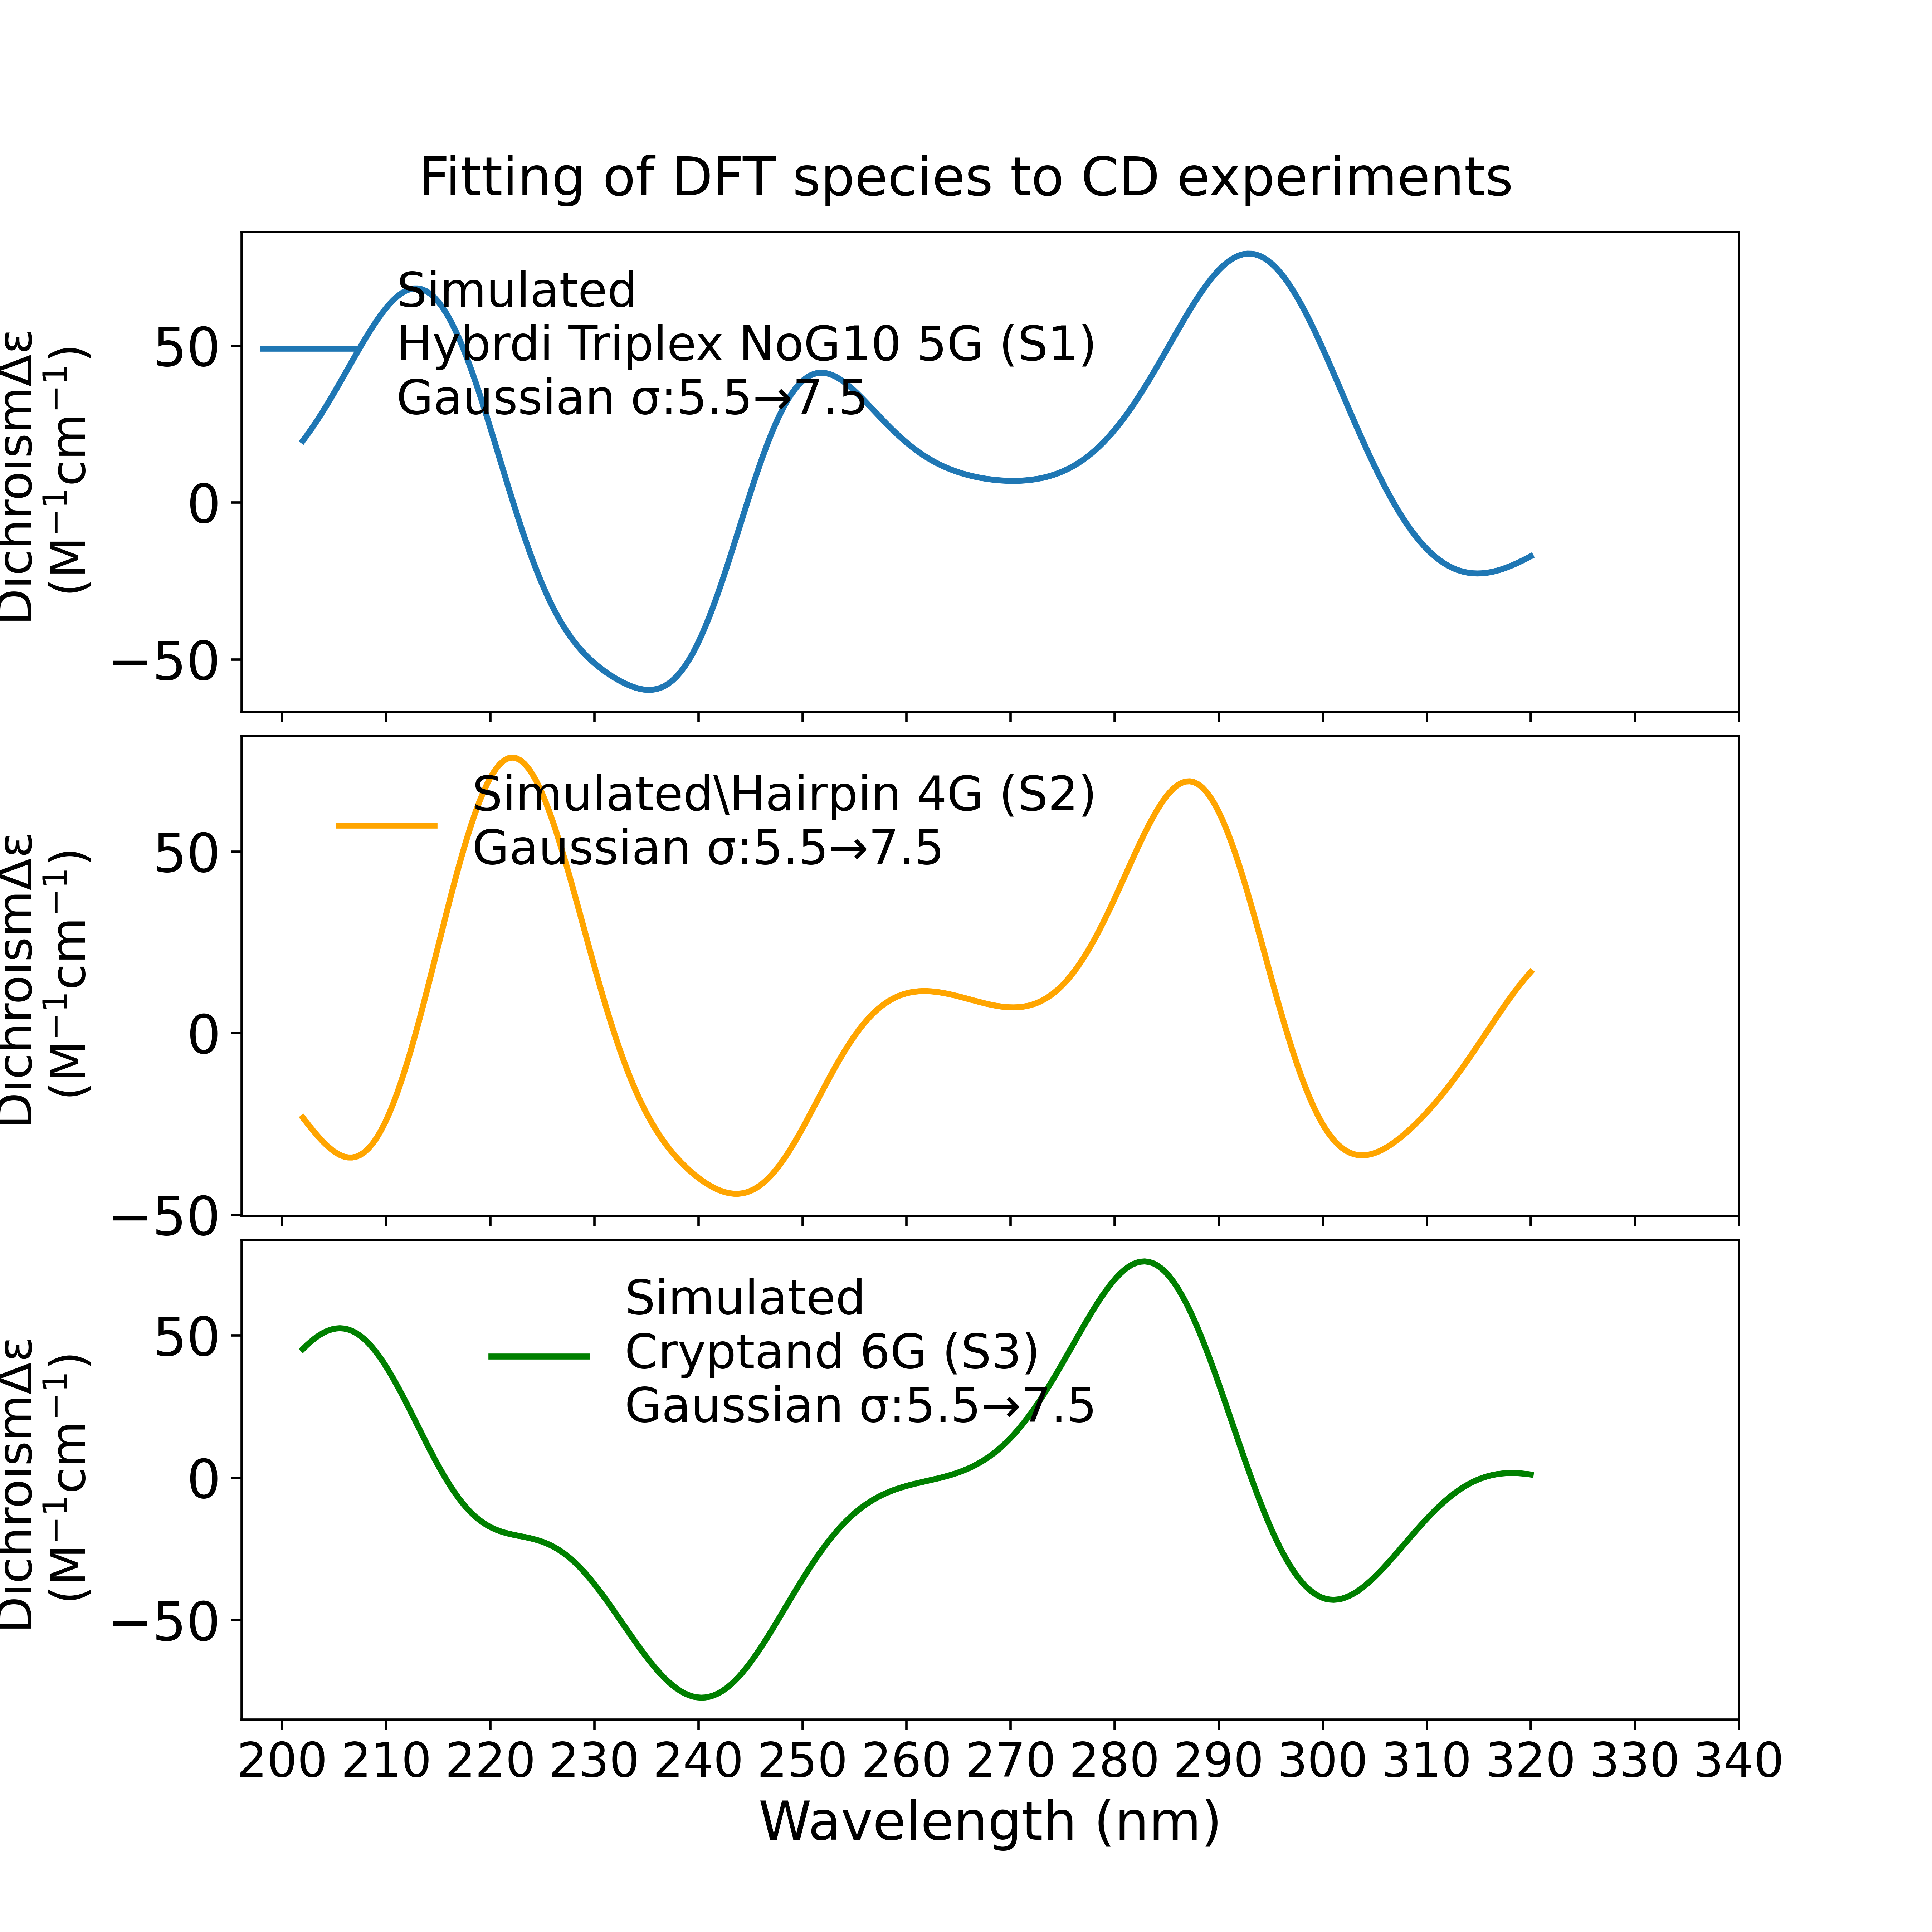 Fitting of DFT species to CD experiments
DichroismΔε
(M⁻¹cm⁻¹)
50
0
−50
Simulated
Hybrdi Triplex NoG10 5G (S1)
Gaussian σ:5.5→7.5
DichroismΔε
(M⁻¹cm⁻¹)
50
0
−50
Simulated\Hairpin 4G (S2)
Gaussian σ:5.5→7.5
DichroismΔε
(M⁻¹cm⁻¹)
50
0
−50
Simulated
Cryptand 6G (S3)
Gaussian σ:5.5→7.5
200 210 220 230 240 250 260 270 280 290 300 310 320 330 340
Wavelength (nm)